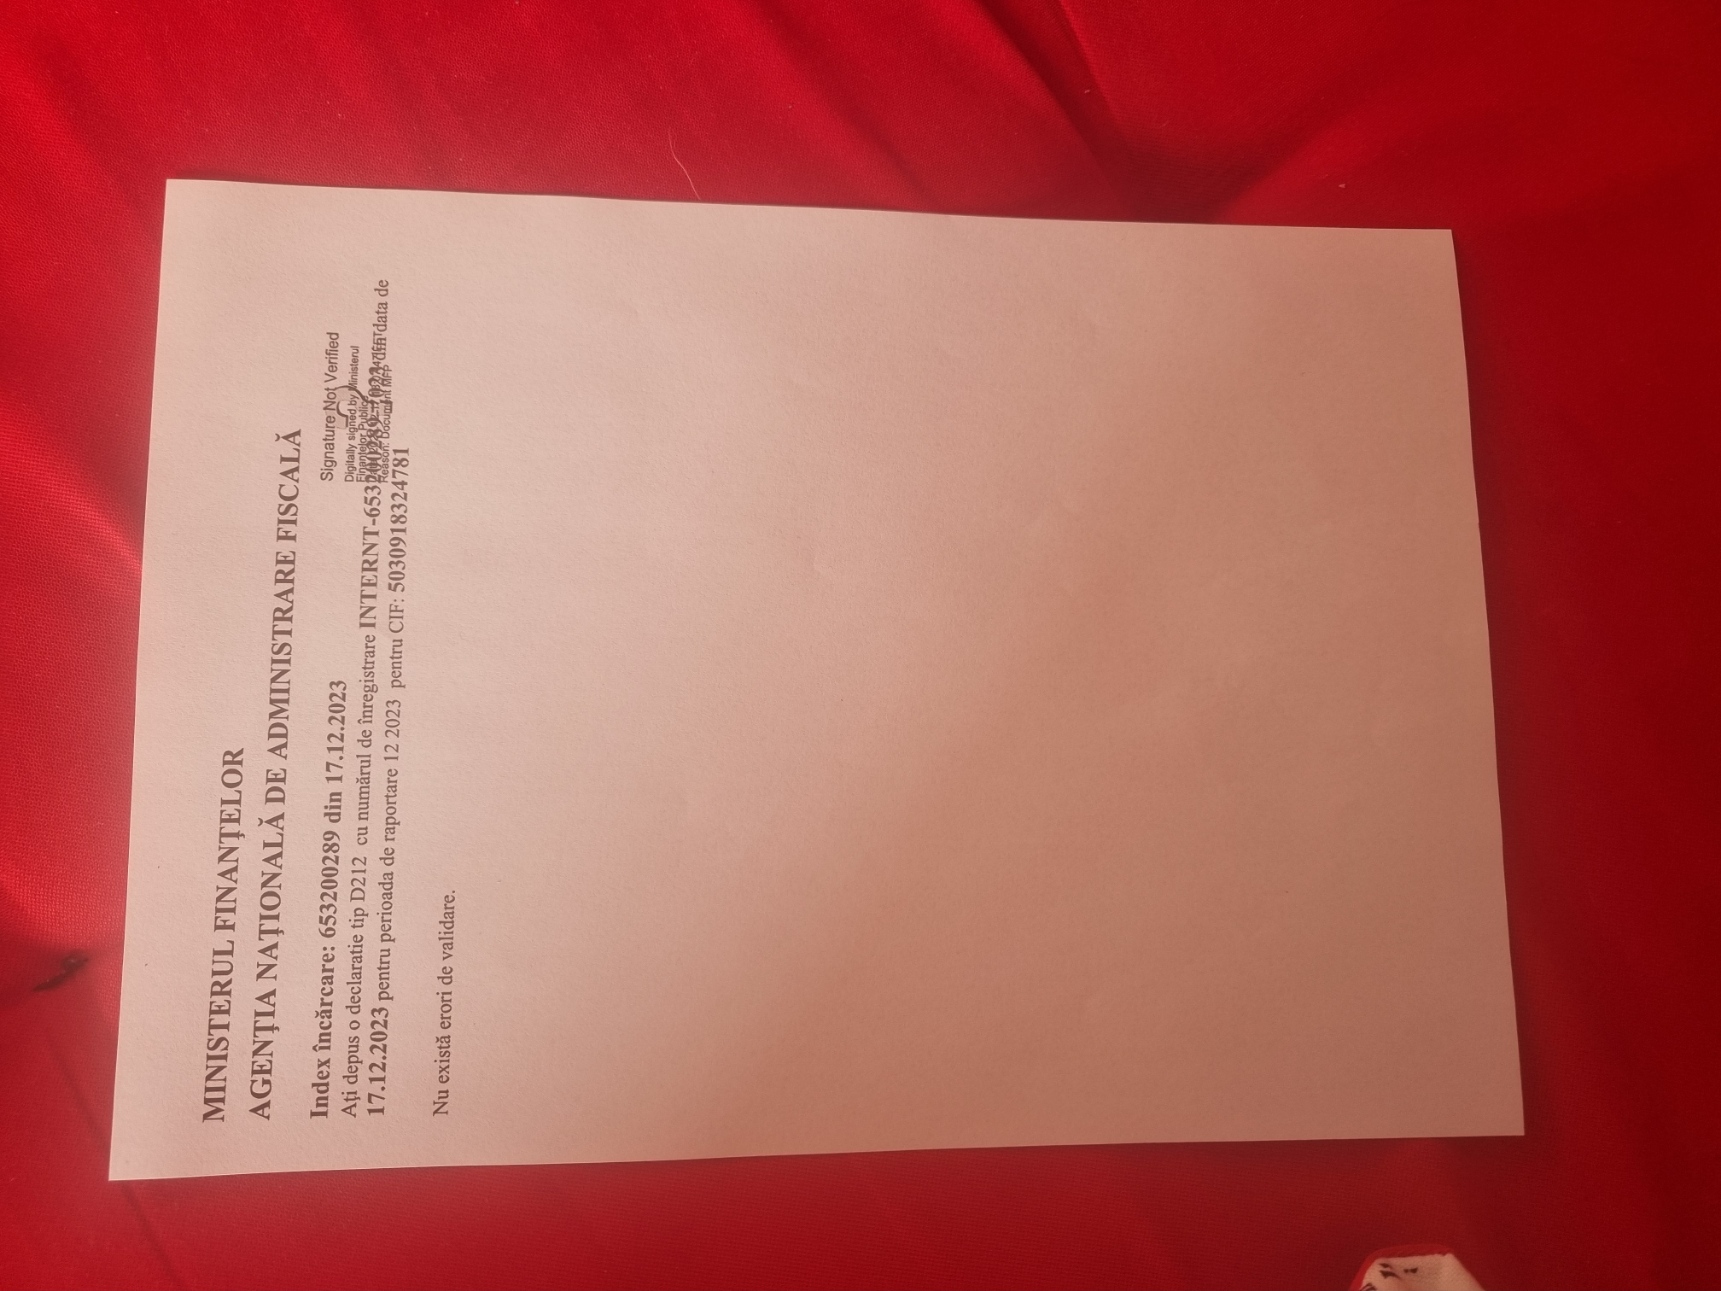 MINISTERUL FINANŢELOR
AGENŢIA NAŢIONALĂ DE ADMINISTRARE FISCALĂ
Index încărcare: 653200289 din 17.12.2023
Signature Not Verified
Digitally signed by Ministerul
Finantelor Publice
Reason: Document MFP
Aţi depus o declaratie tip D212 cu numărul de înregistrare INTERNT-653200289-2023 din data de
17.12.2023 pentru perioada de raportare 12 2023 pentru CIF: 5030918324781
Nu există erori de validare.